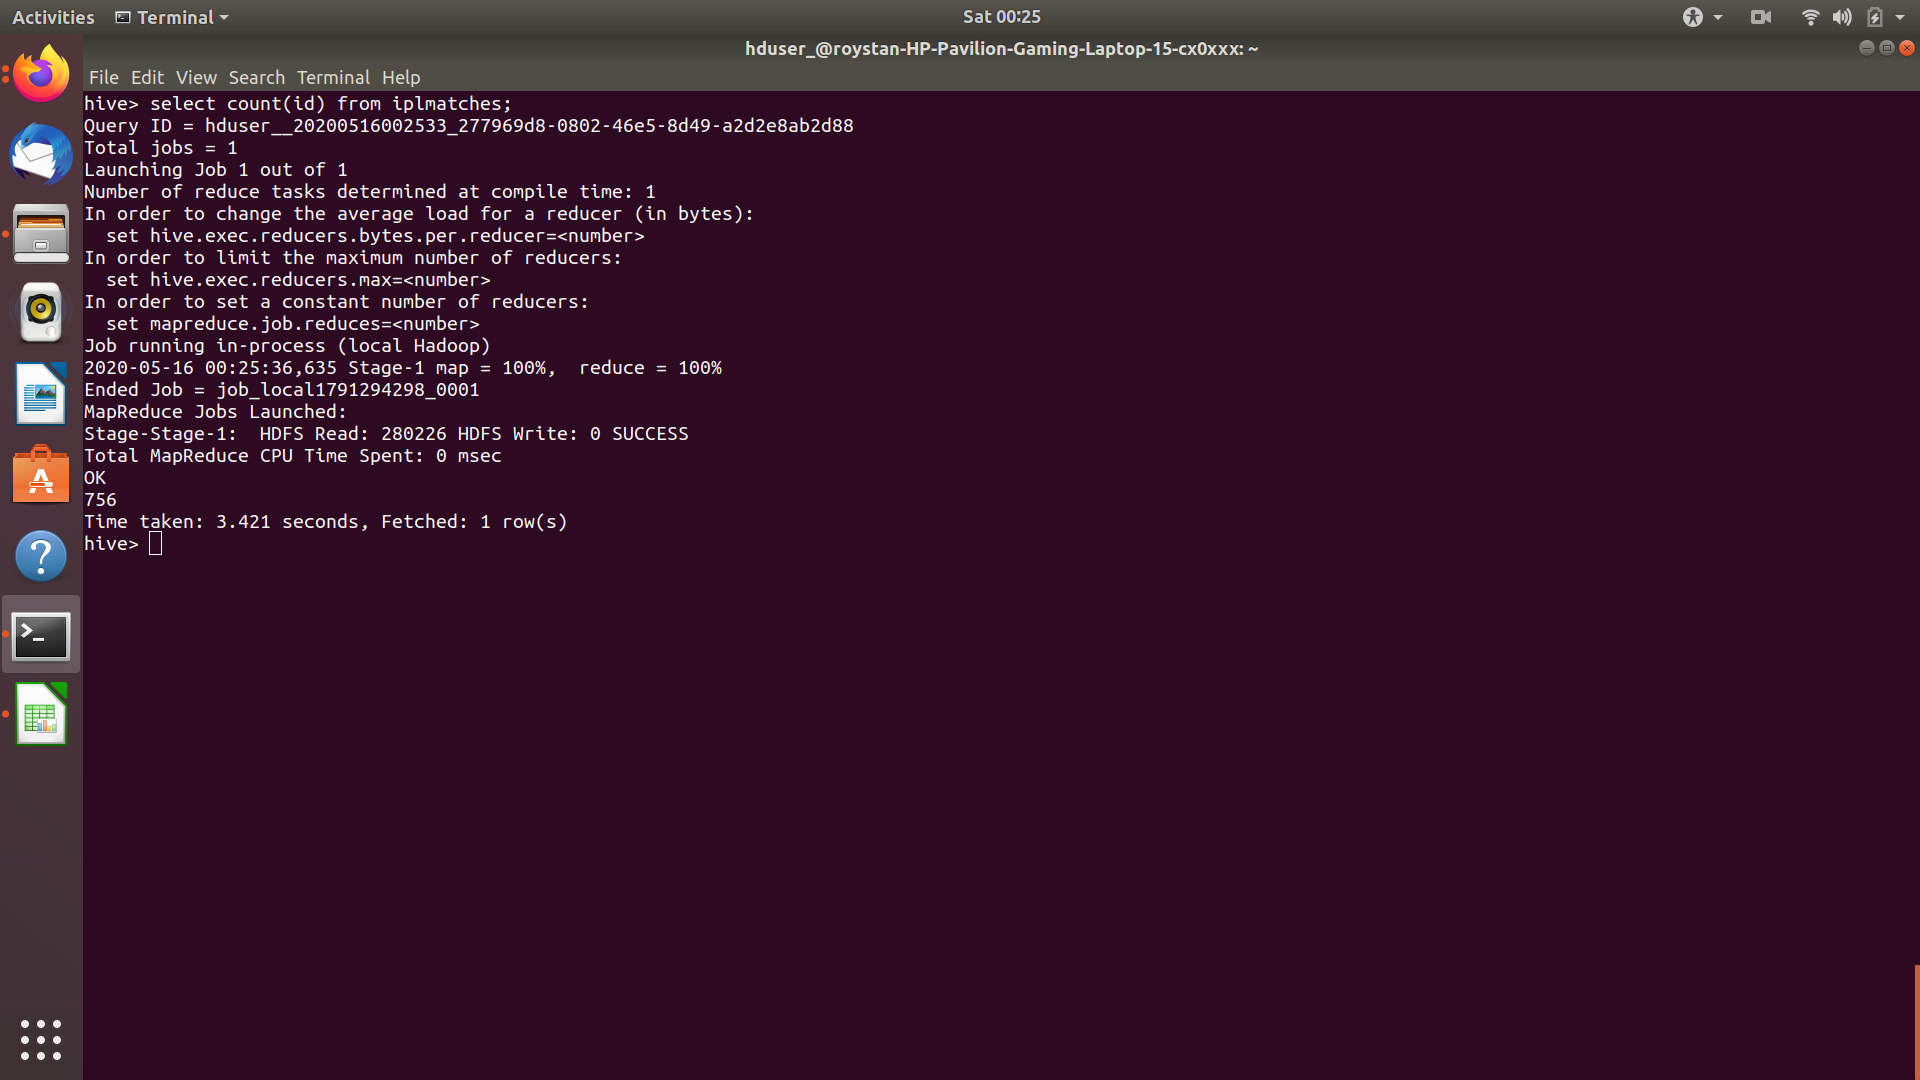 Activities Terminal Sat 00:25
hduser_@roystan-HP-Pavilion-Gaming-Laptop-15-cx0xxx: ~
File Edit View Search Terminal Help
hive> select count(id) from iplmatches;
Query ID = hduser__20200516002533_277969d8-0802-46e5-8d49-a2d2e8ab2d88
Total jobs = 1
Launching Job 1 out of 1
Number of reduce tasks determined at compile time: 1
In order to change the average load for a reducer (in bytes):
  set hive.exec.reducers.bytes.per.reducer=<number>
In order to limit the maximum number of reducers:
  set hive.exec.reducers.max=<number>
In order to set a constant number of reducers:
  set mapreduce.job.reduces=<number>
Job running in-process (local Hadoop)
2020-05-16 00:25:36,635 Stage-1 map = 100%,  reduce = 100%
Ended Job = job_local1791294298_0001
MapReduce Jobs Launched:
Stage-Stage-1:  HDFS Read: 280226 HDFS Write: 0 SUCCESS
Total MapReduce CPU Time Spent: 0 msec
OK
756
Time taken: 3.421 seconds, Fetched: 1 row(s)
hive>